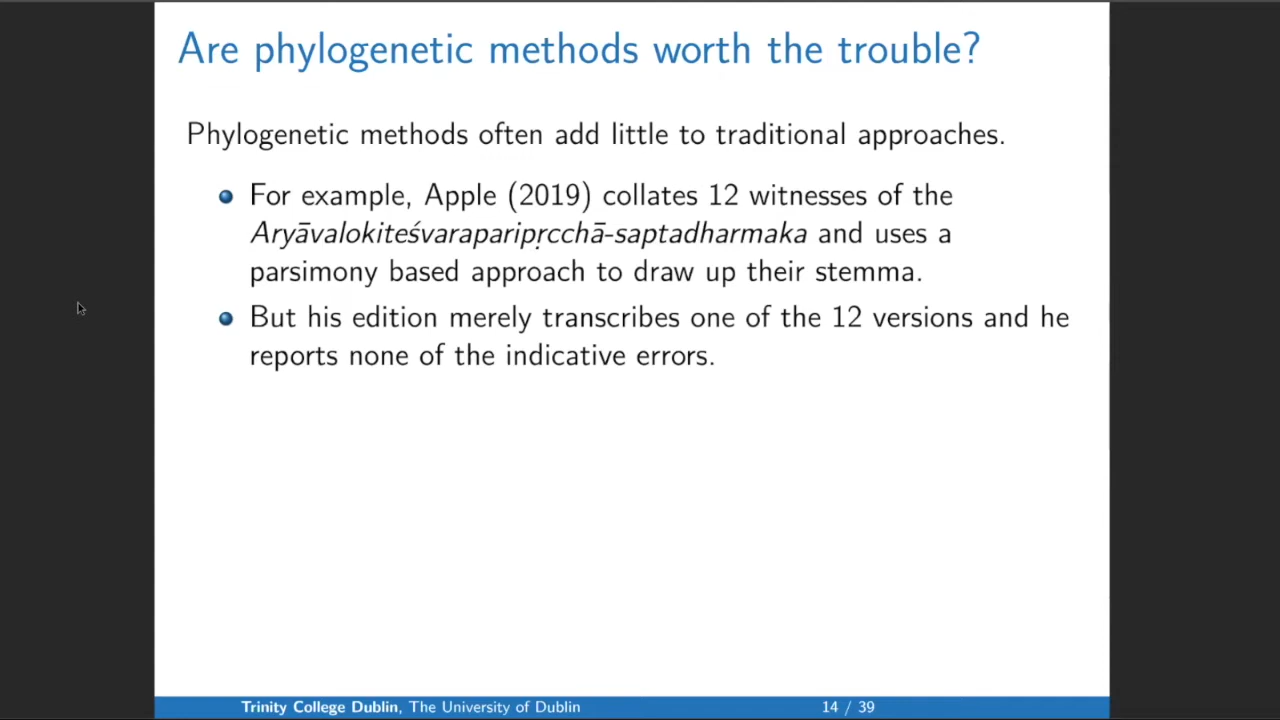 Are phylogenetic methods worth the trouble?
Phylogenetic methods often add little to traditional approaches.
For example, Apple (2019) collates 12 witnesses of the
Aryāvalokiteśvaraparipṛcchā-saptadharmaka and uses a
parsimony based approach to draw up their stemma.
But his edition merely transcribes one of the 12 versions and he
reports none of the indicative errors.
Trinity College Dublin, The University of Dublin 14 / 39